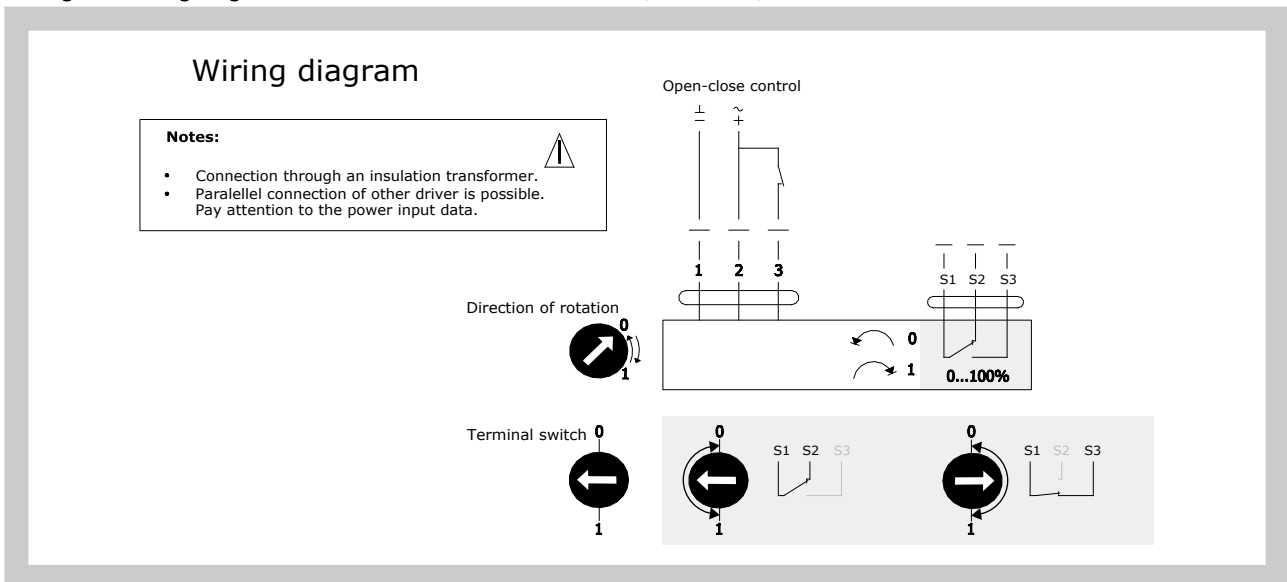 Wiring diagram
Notes:
• Connection through an insulation transformer.
• Paralellel connection of other driver is possible.
Pay attention to the power input data.
Open-close control
⊥ ~
− +
1 2 3
S1 S2 S3
Direction of rotation
0
1
0
1
0...100%
Terminal switch 0
1
0
S1 S2 S3
1
0
S1 S2 S3
1